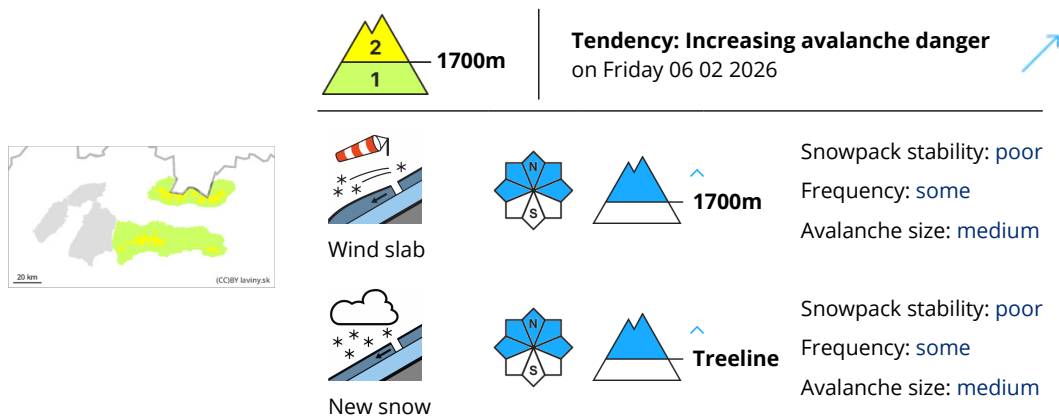 2
1
1700m
Tendency: Increasing avalanche danger
on Friday 06 02 2026
20 km
(CC)BY laviny.sk
Wind slab
N
S
1700m
Snowpack stability: poor
Frequency: some
Avalanche size: medium
New snow
N
S
Treeline
Snowpack stability: poor
Frequency: some
Avalanche size: medium